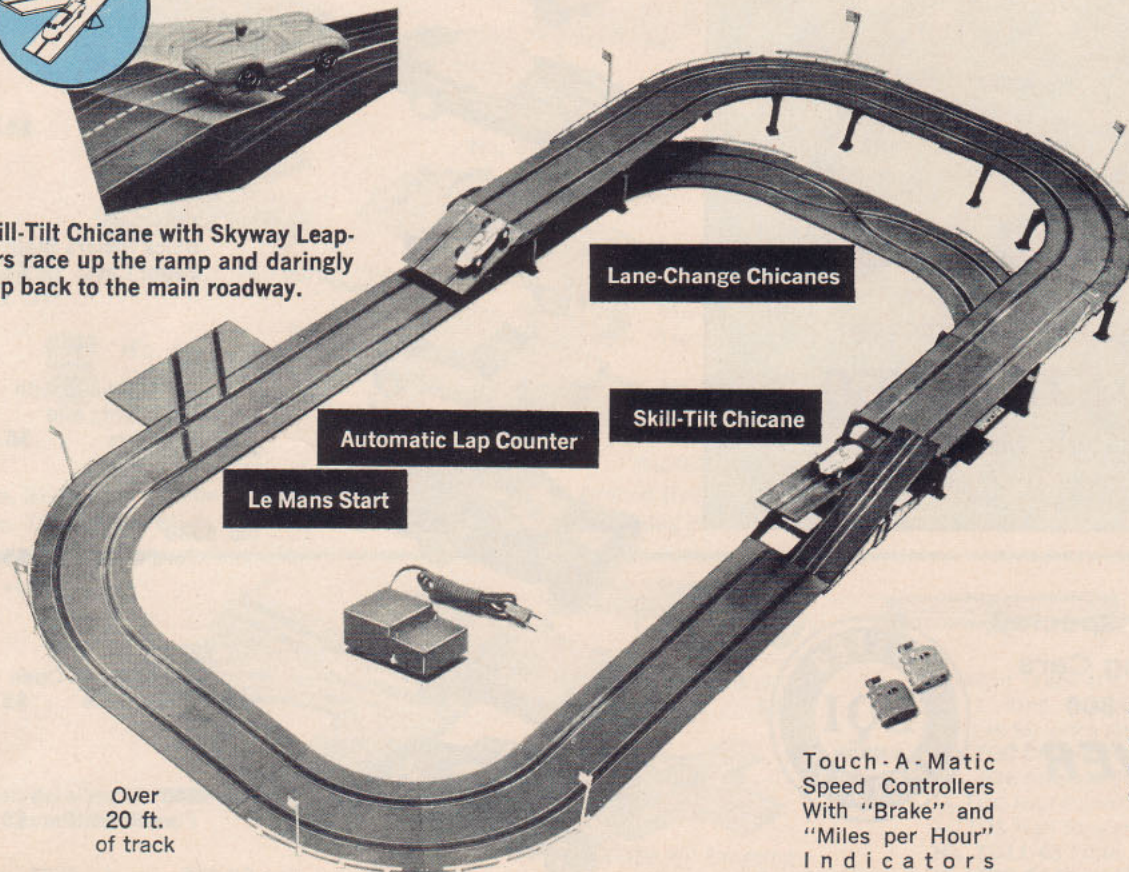 ill-Tilt Chicane with Skyway Leap-
rs race up the ramp and daringly
p back to the main roadway.
Lane-Change Chicanes
Skill-Tilt Chicane
Automatic Lap Counter
Le Mans Start
Over
20 ft.
of track
Touch-A-Matic
Speed Controllers
With "Brake" and
"Miles per Hour"
Indicators